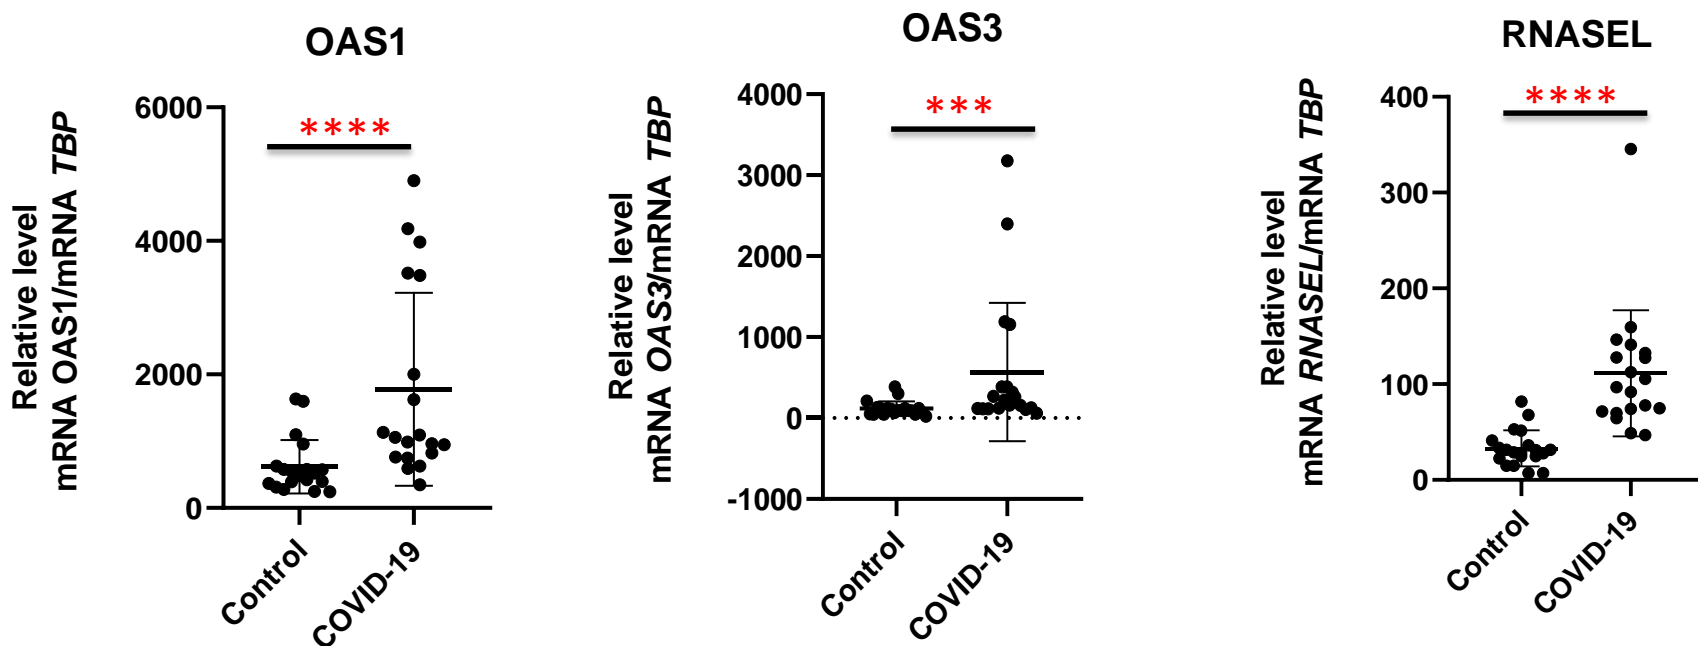 OAS1
Relative level
mRNA OAS1/mRNA TBP
6000
4000
2000
0
****
Control
COVID-19
OAS3
Relative level
mRNA OAS3/mRNA TBP
4000
3000
2000
1000
0
-1000
***
Control
COVID-19
RNASEL
Relative level
mRNA RNASEL/mRNA TBP
400
300
200
100
0
****
Control
COVID-19